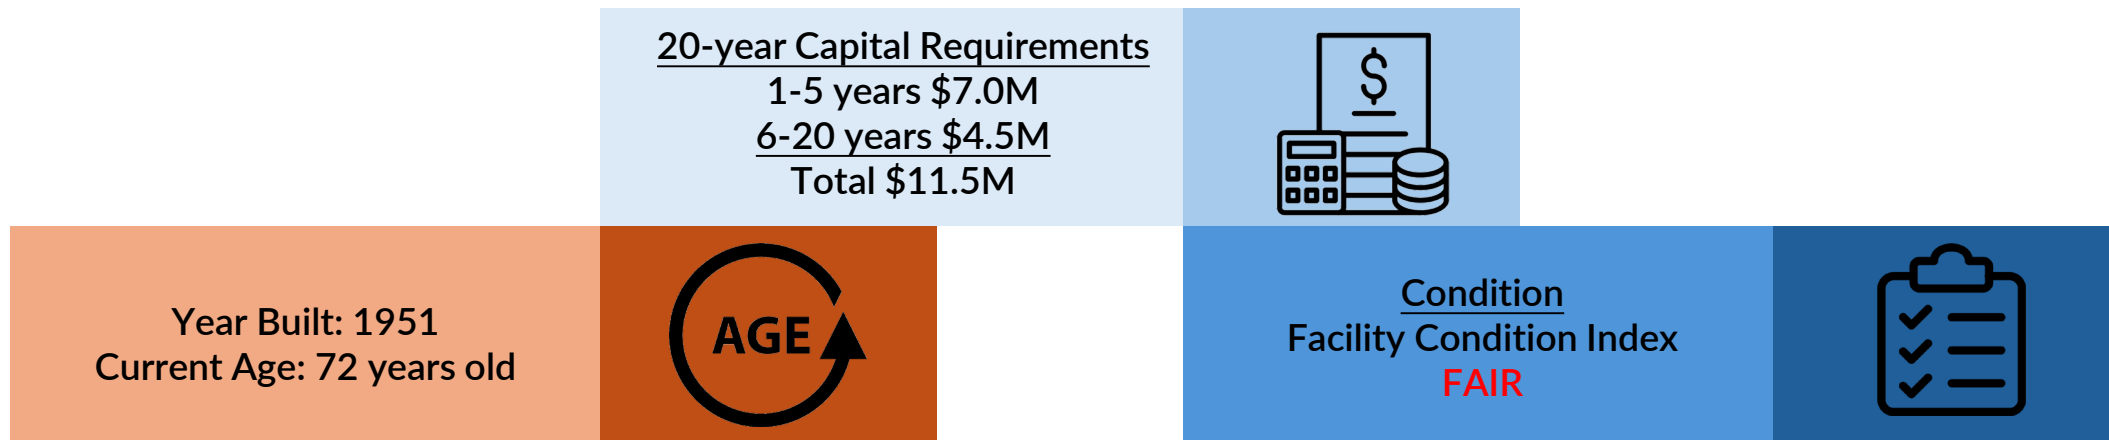 20-year Capital Requirements
1-5 years $7.0M
6-20 years $4.5M
Total $11.5M
$
Year Built: 1951
Current Age: 72 years old
AGE
Condition
Facility Condition Index
FAIR